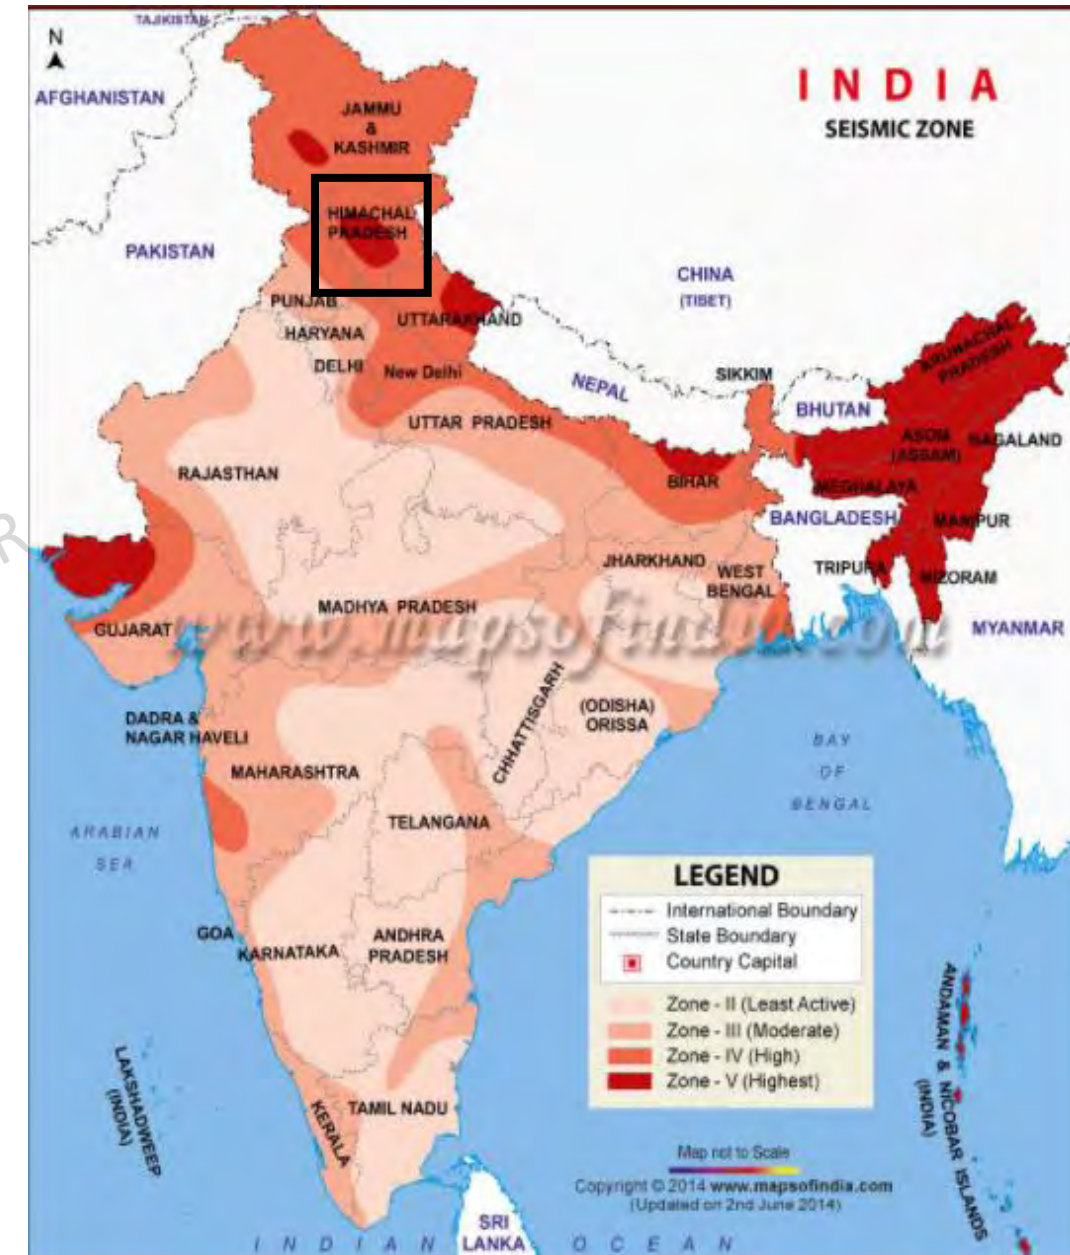 TAJIKISTAN
N
AFGHANISTAN
INDIA
SEISMIC ZONE
JAMMU
&
KASHMIR
HIMACHAL
PRADESH
PAKISTAN
CHINA
(TIBET)
PUNJAB
UTTARAKHAND
HARYANA
DELHI
New Delhi
ARUNACHAL
PRADESH
SIKKIM
NEPAL
BHUTAN
UTTAR PRADESH
ASOM
(ASSAM)
NAGALAND
RAJASTHAN
BIHAR
MEGHALAYA
BANGLADESH
MANIPUR
R
JHARKHAND
WEST
BENGAL
TRIPURA
MIZORAM
MADHYA PRADESH
GUJARAT
www.mapsofindia.com
MYANMAR
CHHATTISGARH
(ODISHA)
ORISSA
DADRA &
NAGAR HAVELI
BAY
OF
BENGAL
MAHARASHTRA
TELANGANA
ARABIAN
SEA
LEGEND
International Boundary
State Boundary
Country Capital
Zone - II (Least Active)
Zone - III (Moderate)
Zone - IV (High)
Zone - V (Highest)
GOA
KARNATAKA
ANDHRA
PRADESH
ANDAMAN & NICOBAR ISLANDS
(INDIA)
LAKSHADWEEP
(INDIA)
KERALA
TAMIL NADU
Map not to Scale
Copyright © 2014 www.mapsofindia.com
(Updated on 2nd June 2014)
SRI
LANKA
INDIAN OCEAN